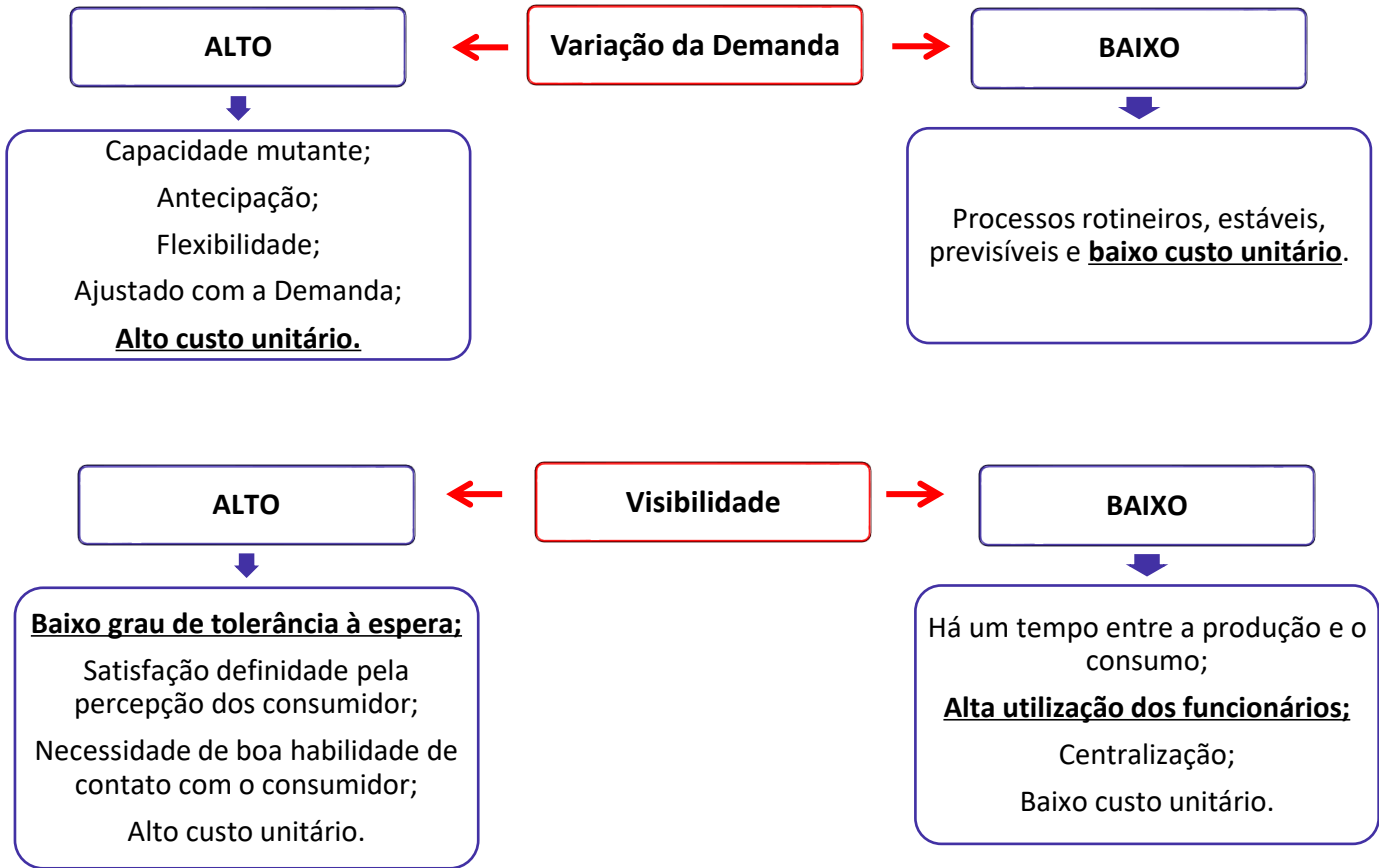 ALTO
Variação da Demanda
BAIXO
Capacidade mutante;
Antecipação;
Flexibilidade;
Ajustado com a Demanda;
Alto custo unitário.
Processos rotineiros, estáveis,
previsíveis e baixo custo unitário.
ALTO
Visibilidade
BAIXO
Baixo grau de tolerância à espera;
Satisfação definidade pela
percepção dos consumidor;
Necessidade de boa habilidade de
contato com o consumidor;
Alto custo unitário.
Há um tempo entre a produção e o
consumo;
Alta utilização dos funcionários;
Centralização;
Baixo custo unitário.